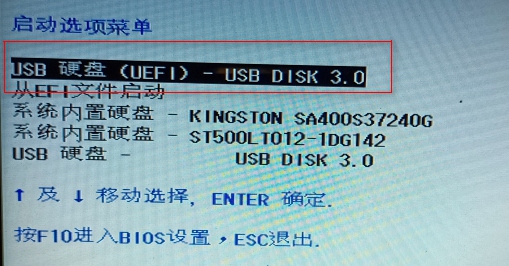 启动选项菜单
USB 硬盘 (UEFI) - USB DISK 3.0
从EFI文件启动
系统内置硬盘 - KINGSTON SA400S37240G
系统内置硬盘 - ST500LT012-1DG142
USB 硬盘 - USB DISK 3.0
↑ 及 ↓ 移动选择, ENTER 确定.
按F10进入BIOS设置，ESC退出.